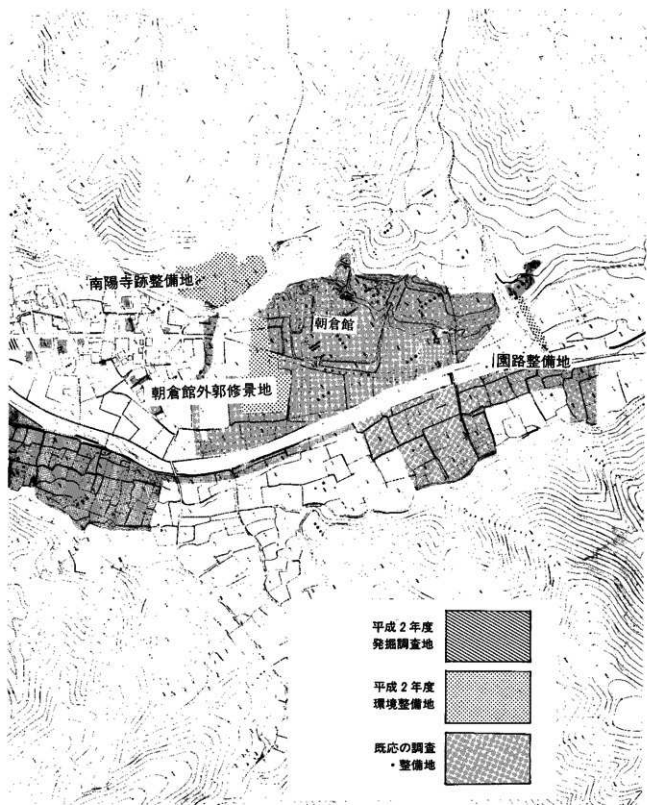 南陽寺跡整備地
朝倉館
園路整備地
朝倉館外郭修景地
平成2年度
発掘調査地
平成2年度
環境整備地
既応の調査
・整備地